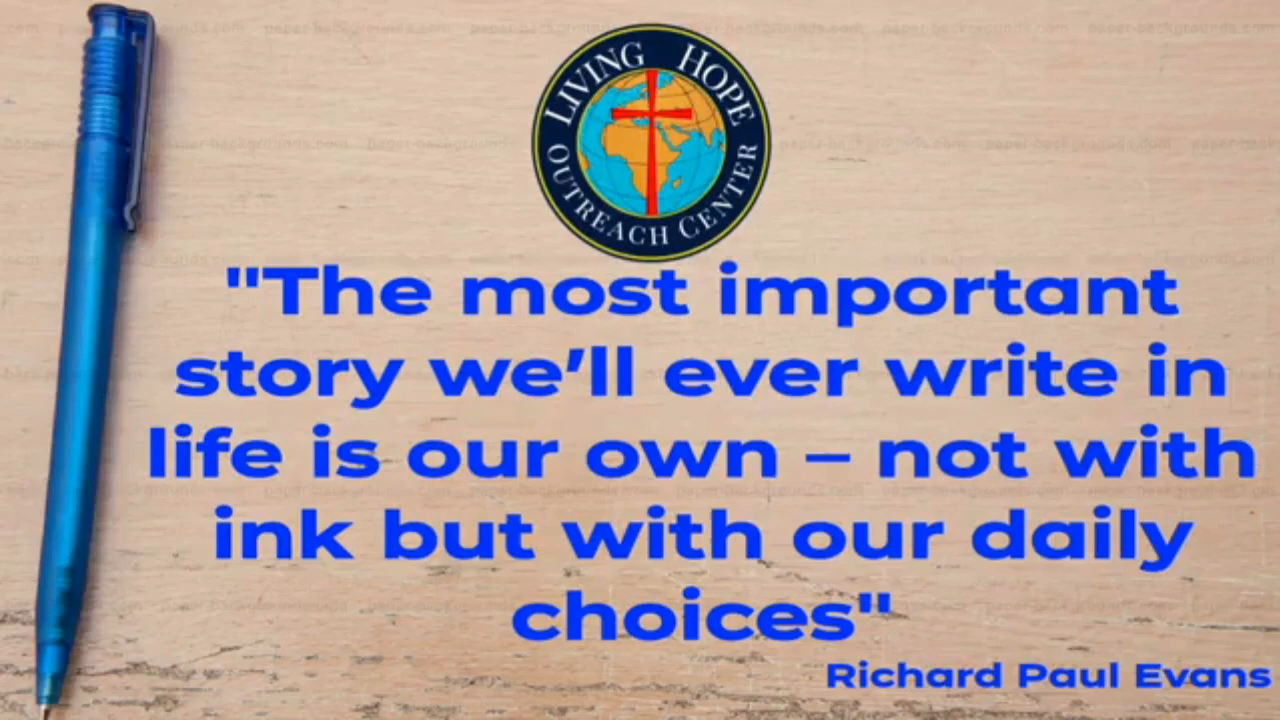 LIVING HOPE
OUTREACH CENTER
"The most important
story we'll ever write in
life is our own – not with
ink but with our daily
choices"
Richard Paul Evans